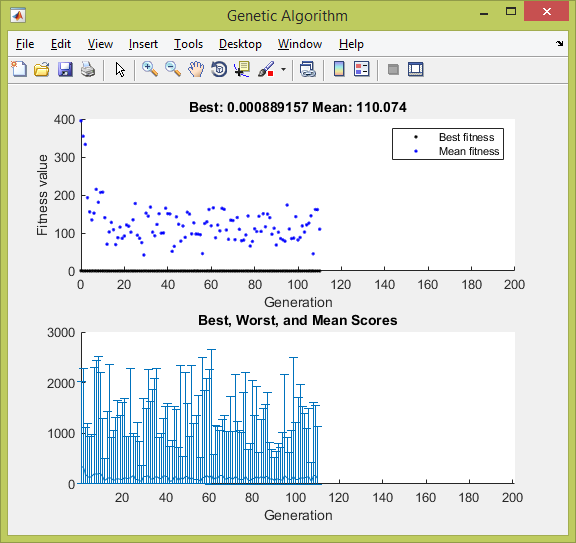 Genetic Algorithm
File Edit View Insert Tools Desktop Window Help
Best: 0.000889157 Mean: 110.074
400
300
200
100
0
Fitness value
Best fitness
Mean fitness
0 20 40 60 80 100 120 140 160 180 200
Generation
Best, Worst, and Mean Scores
3000
2000
1000
0
20 40 60 80 100 120 140 160 180 200
Generation